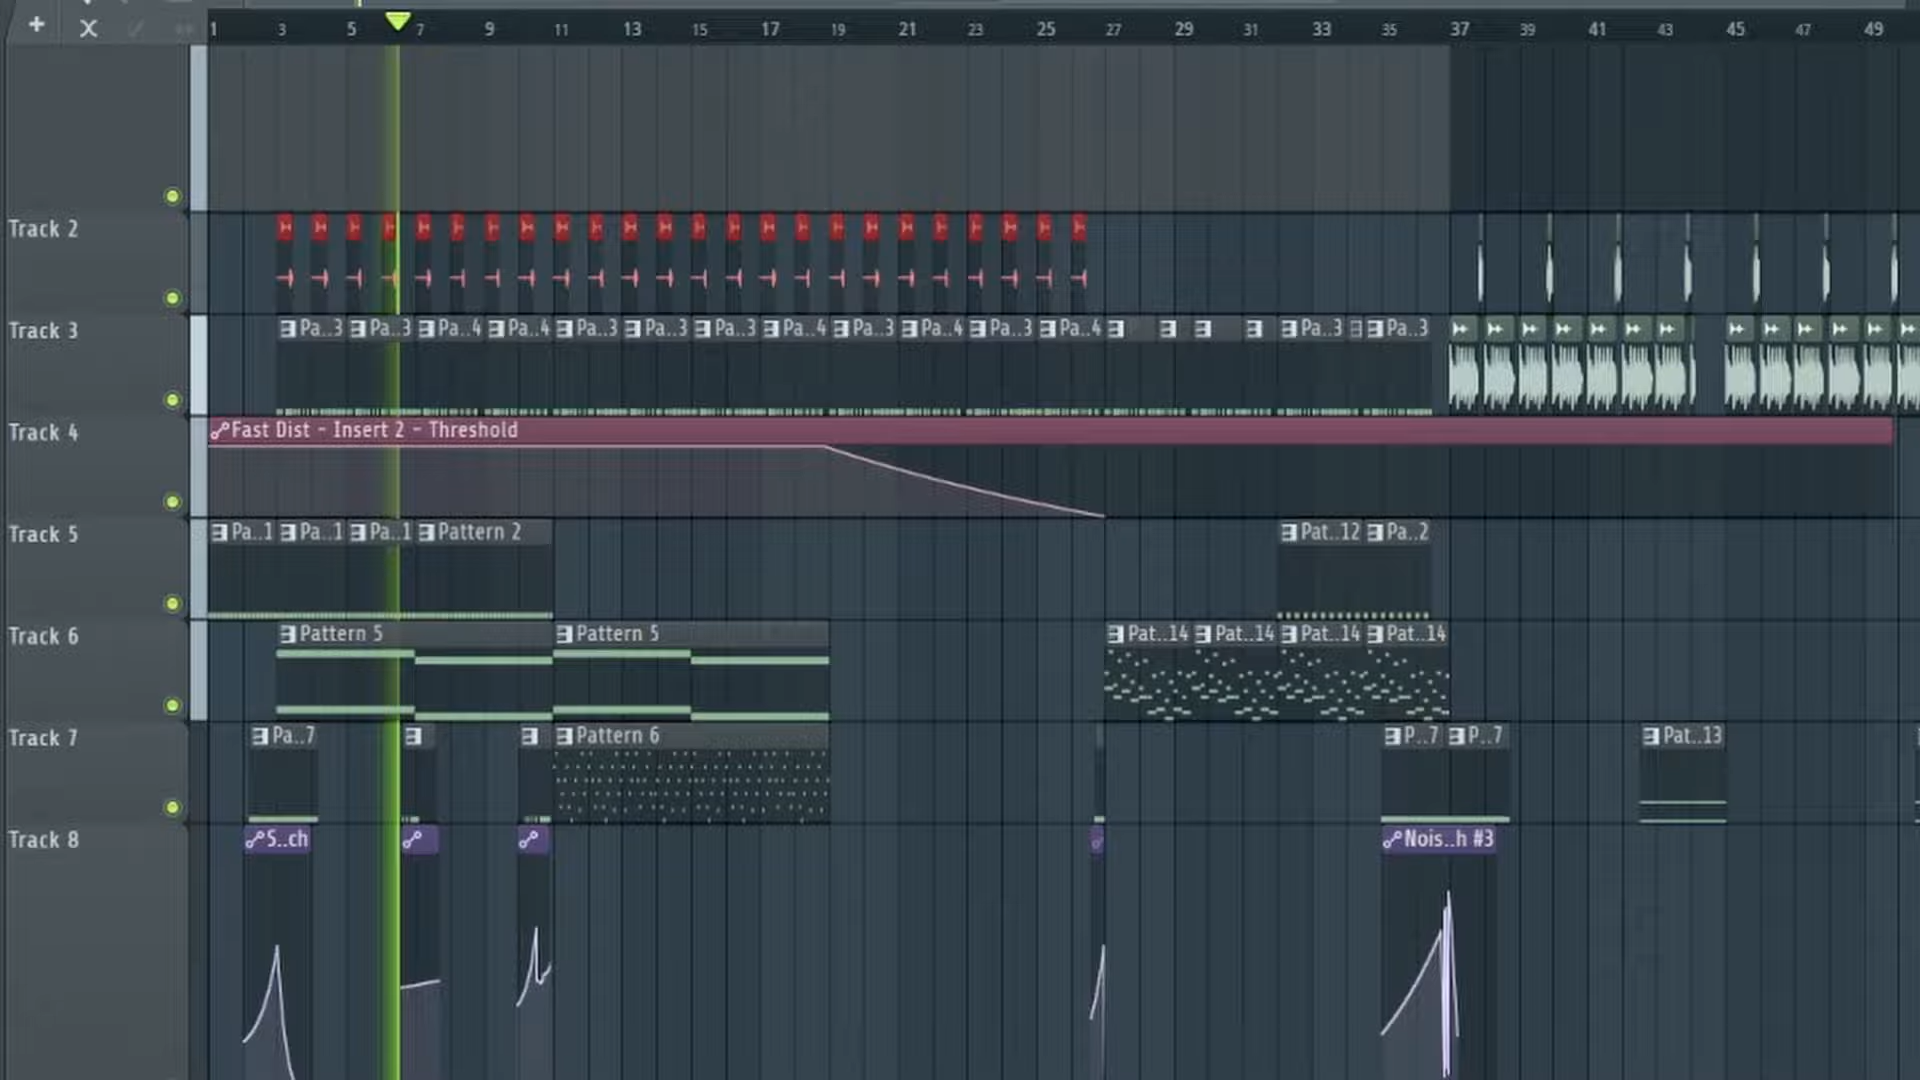 1 3 5 7 9 11 13 15 17 19 21 23 25 27 29 31 33 35 37 39 41 43 45 47 49
Track 2
Track 3 Pa..3 Pa..3 Pa..4 Pa..4 Pa..3 Pa..3 Pa..3 Pa..4 Pa..3 Pa..4 Pa..3 Pa..4 Pa..3 Pa..3
Track 4 Fast Dist - Insert 2 - Threshold
Track 5 Pa..1 Pa..1 Pa..1 Pattern 2 Pat..12 Pa..2
Track 6 Pattern 5 Pattern 5 Pat..14 Pat..14 Pat..14 Pat..14
Track 7 Pa..7 Pattern 6 P..7 P..7 Pat..13
Track 8 S..ch Nois..h #3